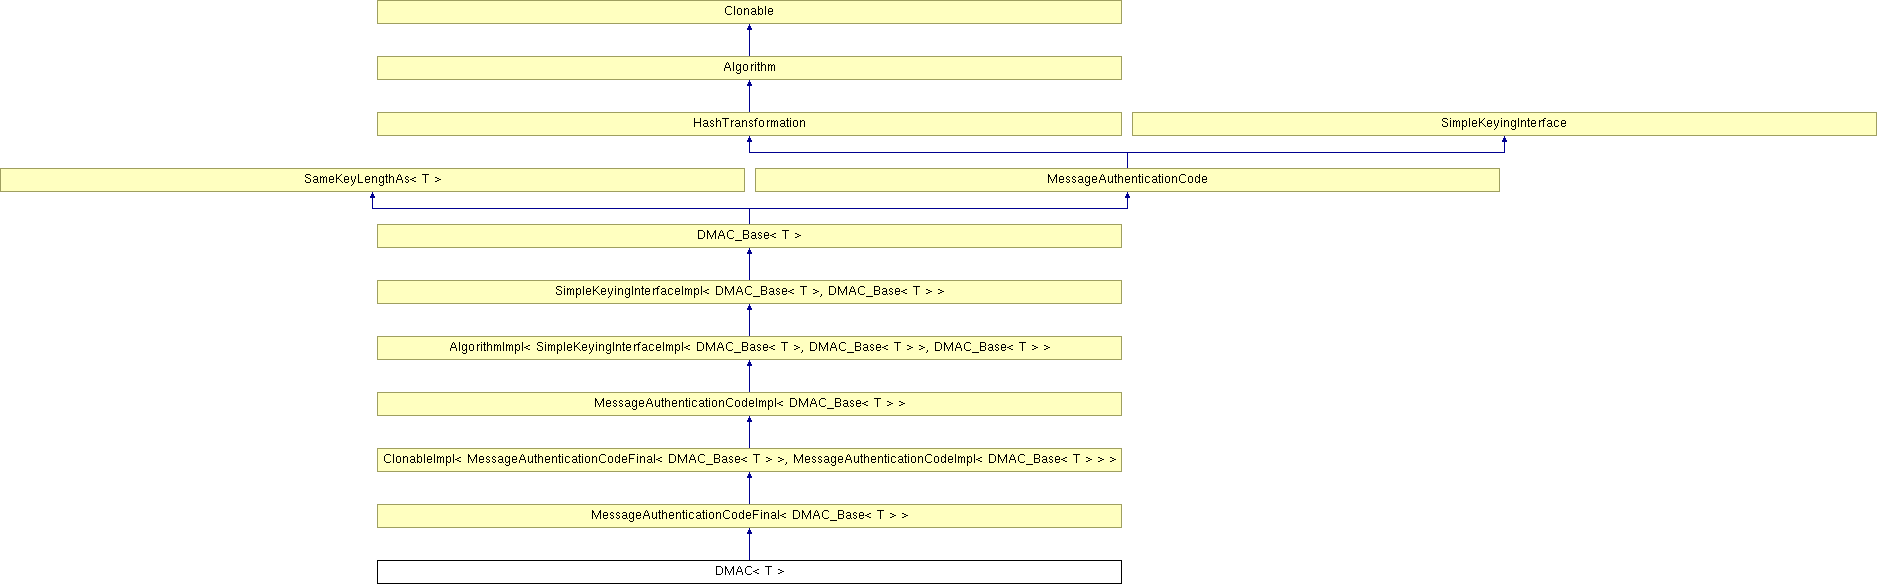 Clonable
Algorithm
HashTransformation
SimpleKeyingInterface
SameKeyLengthAs< T >
MessageAuthenticationCode
DMAC_Base< T >
SimpleKeyingInterfaceImpl< DMAC_Base< T >, DMAC_Base< T > >
AlgorithmImpl< SimpleKeyingInterfaceImpl< DMAC_Base< T >, DMAC_Base< T > >, DMAC_Base< T > >
MessageAuthenticationCodeImpl< DMAC_Base< T > >
ClonableImpl< MessageAuthenticationCodeFinal< DMAC_Base< T > >, MessageAuthenticationCodeImpl< DMAC_Base< T > > >
MessageAuthenticationCodeFinal< DMAC_Base< T > >
DMAC< T >